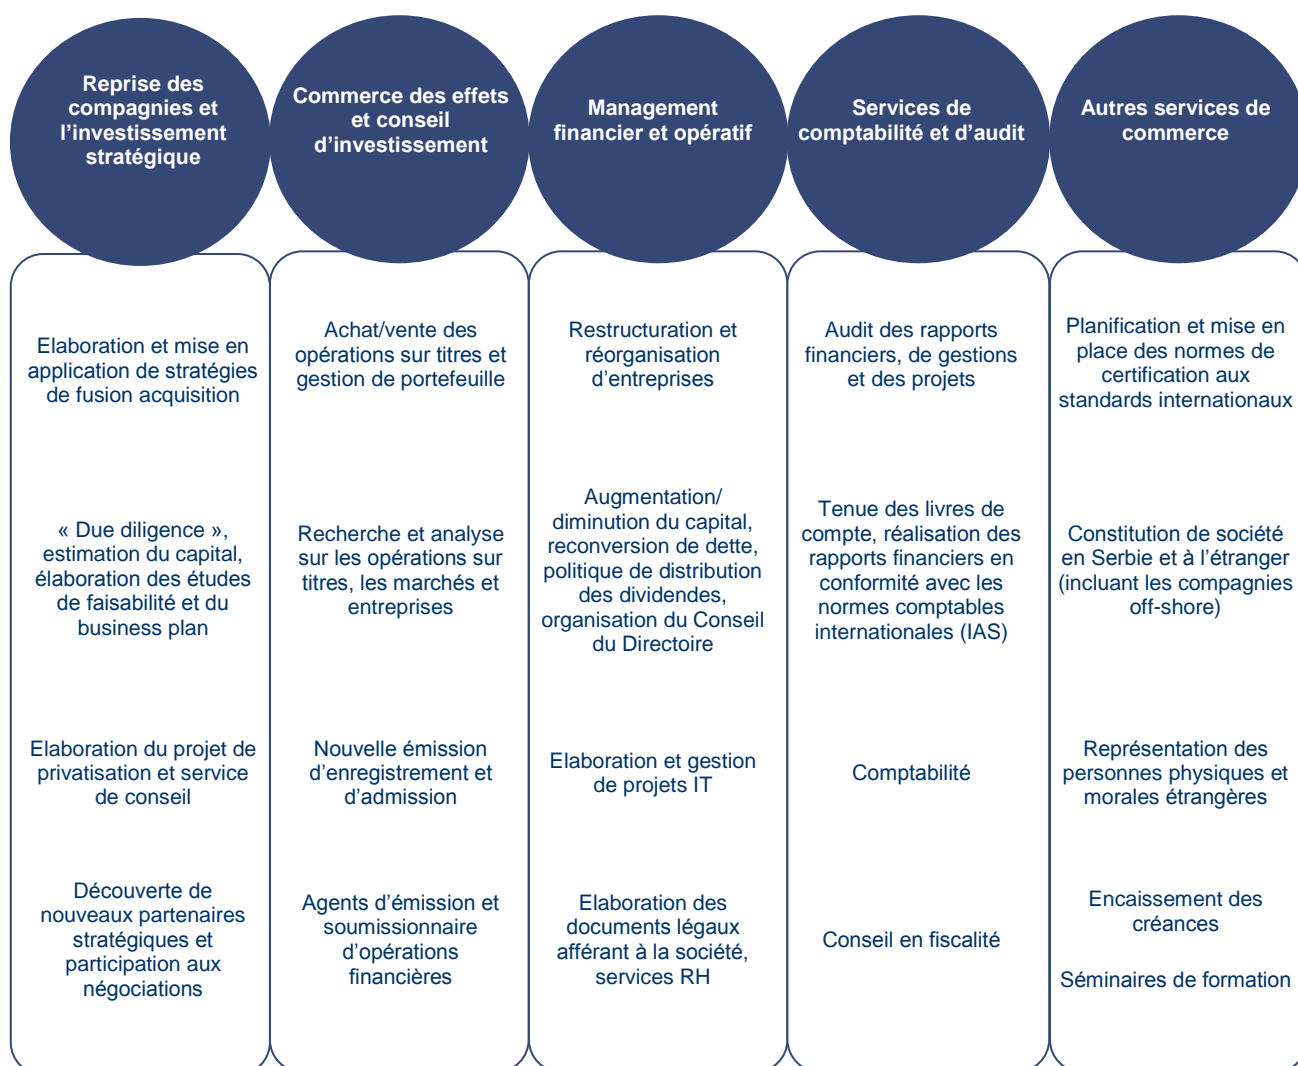 Reprise des
compagnies et
l’investissement
stratégique
Commerce des effets
et conseil
d’investissement
Management
financier et opératif
Services de
comptabilité et d’audit
Autres services de
commerce
Elaboration et mise en
application de stratégies
de fusion acquisition
« Due diligence »,
estimation du capital,
élaboration des études
de faisabilité et du
business plan
Elaboration du projet de
privatisation et service
de conseil
Découverte de
nouveaux partenaires
stratégiques et
participation aux
négociations
Achat/vente des
opérations sur titres et
gestion de portefeuille
Recherche et analyse
sur les opérations sur
titres, les marchés et
entreprises
Nouvelle émission
d’enregistrement et
d’admission
Agents d’émission et
soumissionnaire
d’opérations
financières
Restructuration et
réorganisation
d’entreprises
Augmentation/
diminution du capital,
reconversion de dette,
politique de distribution
des dividendes,
organisation du Conseil
du Directoire
Elaboration et gestion
de projets IT
Elaboration des
documents légaux
afférant à la société,
services RH
Audit des rapports
financiers, de gestions
et des projets
Tenue des livres de
compte, réalisation des
rapports financiers en
conformité avec les
normes comptables
internationales (IAS)
Comptabilité
Conseil en fiscalité
Planification et mise en
place des normes de
certification aux
standards internationaux
Constitution de société
en Serbie et à l’étranger
(incluant les compagnies
off-shore)
Représentation des
personnes physiques et
morales étrangères
Encaissement des
créances
Séminaires de formation